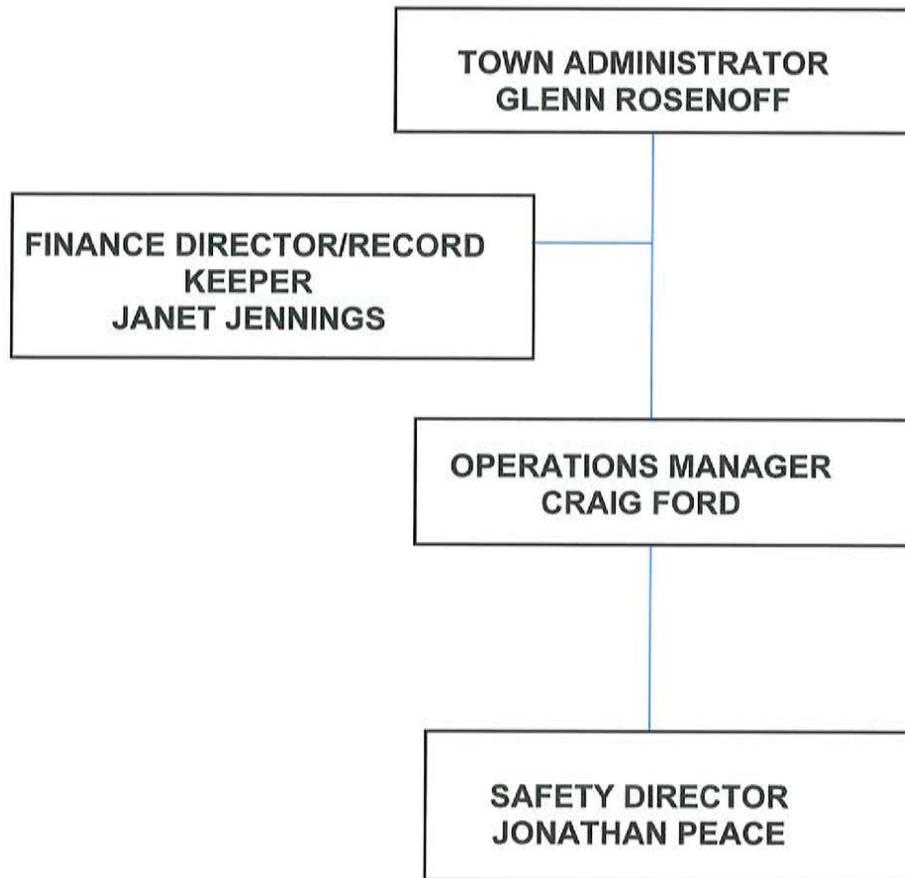 TOWN ADMINISTRATOR
GLENN ROSENOFF
FINANCE DIRECTOR/RECORD
KEEPER
JANET JENNINGS
OPERATIONS MANAGER
CRAIG FORD
SAFETY DIRECTOR
JONATHAN PEACE